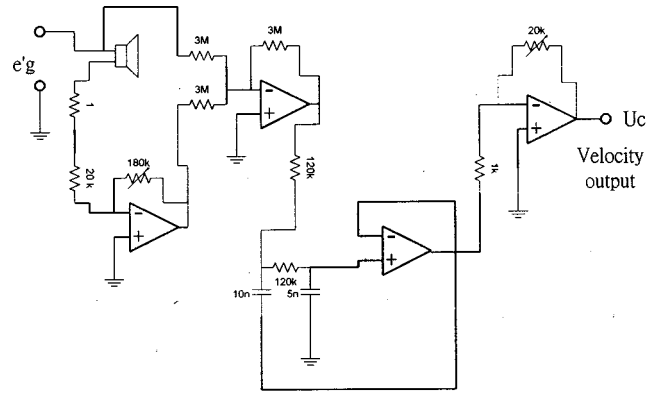 e'g
1
20 k
180k
3M
3M
3M
120k
120k
10n
5n
1k
20k
Uc
Velocity
output
-
+
-
+
-
+
-
+